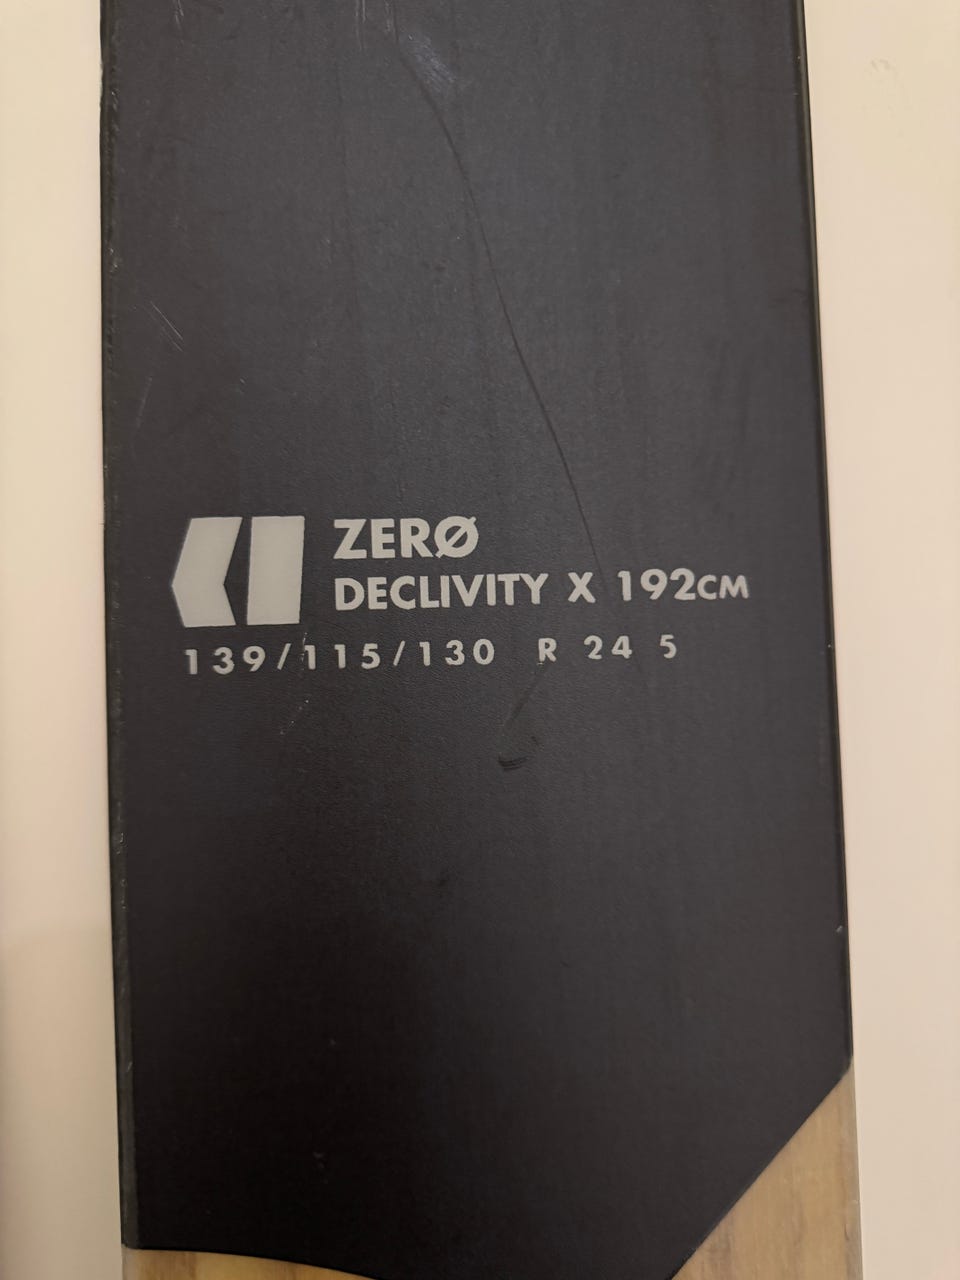 ZERØ
DECLIVITY X 192CM
139/115/130 R 24 5